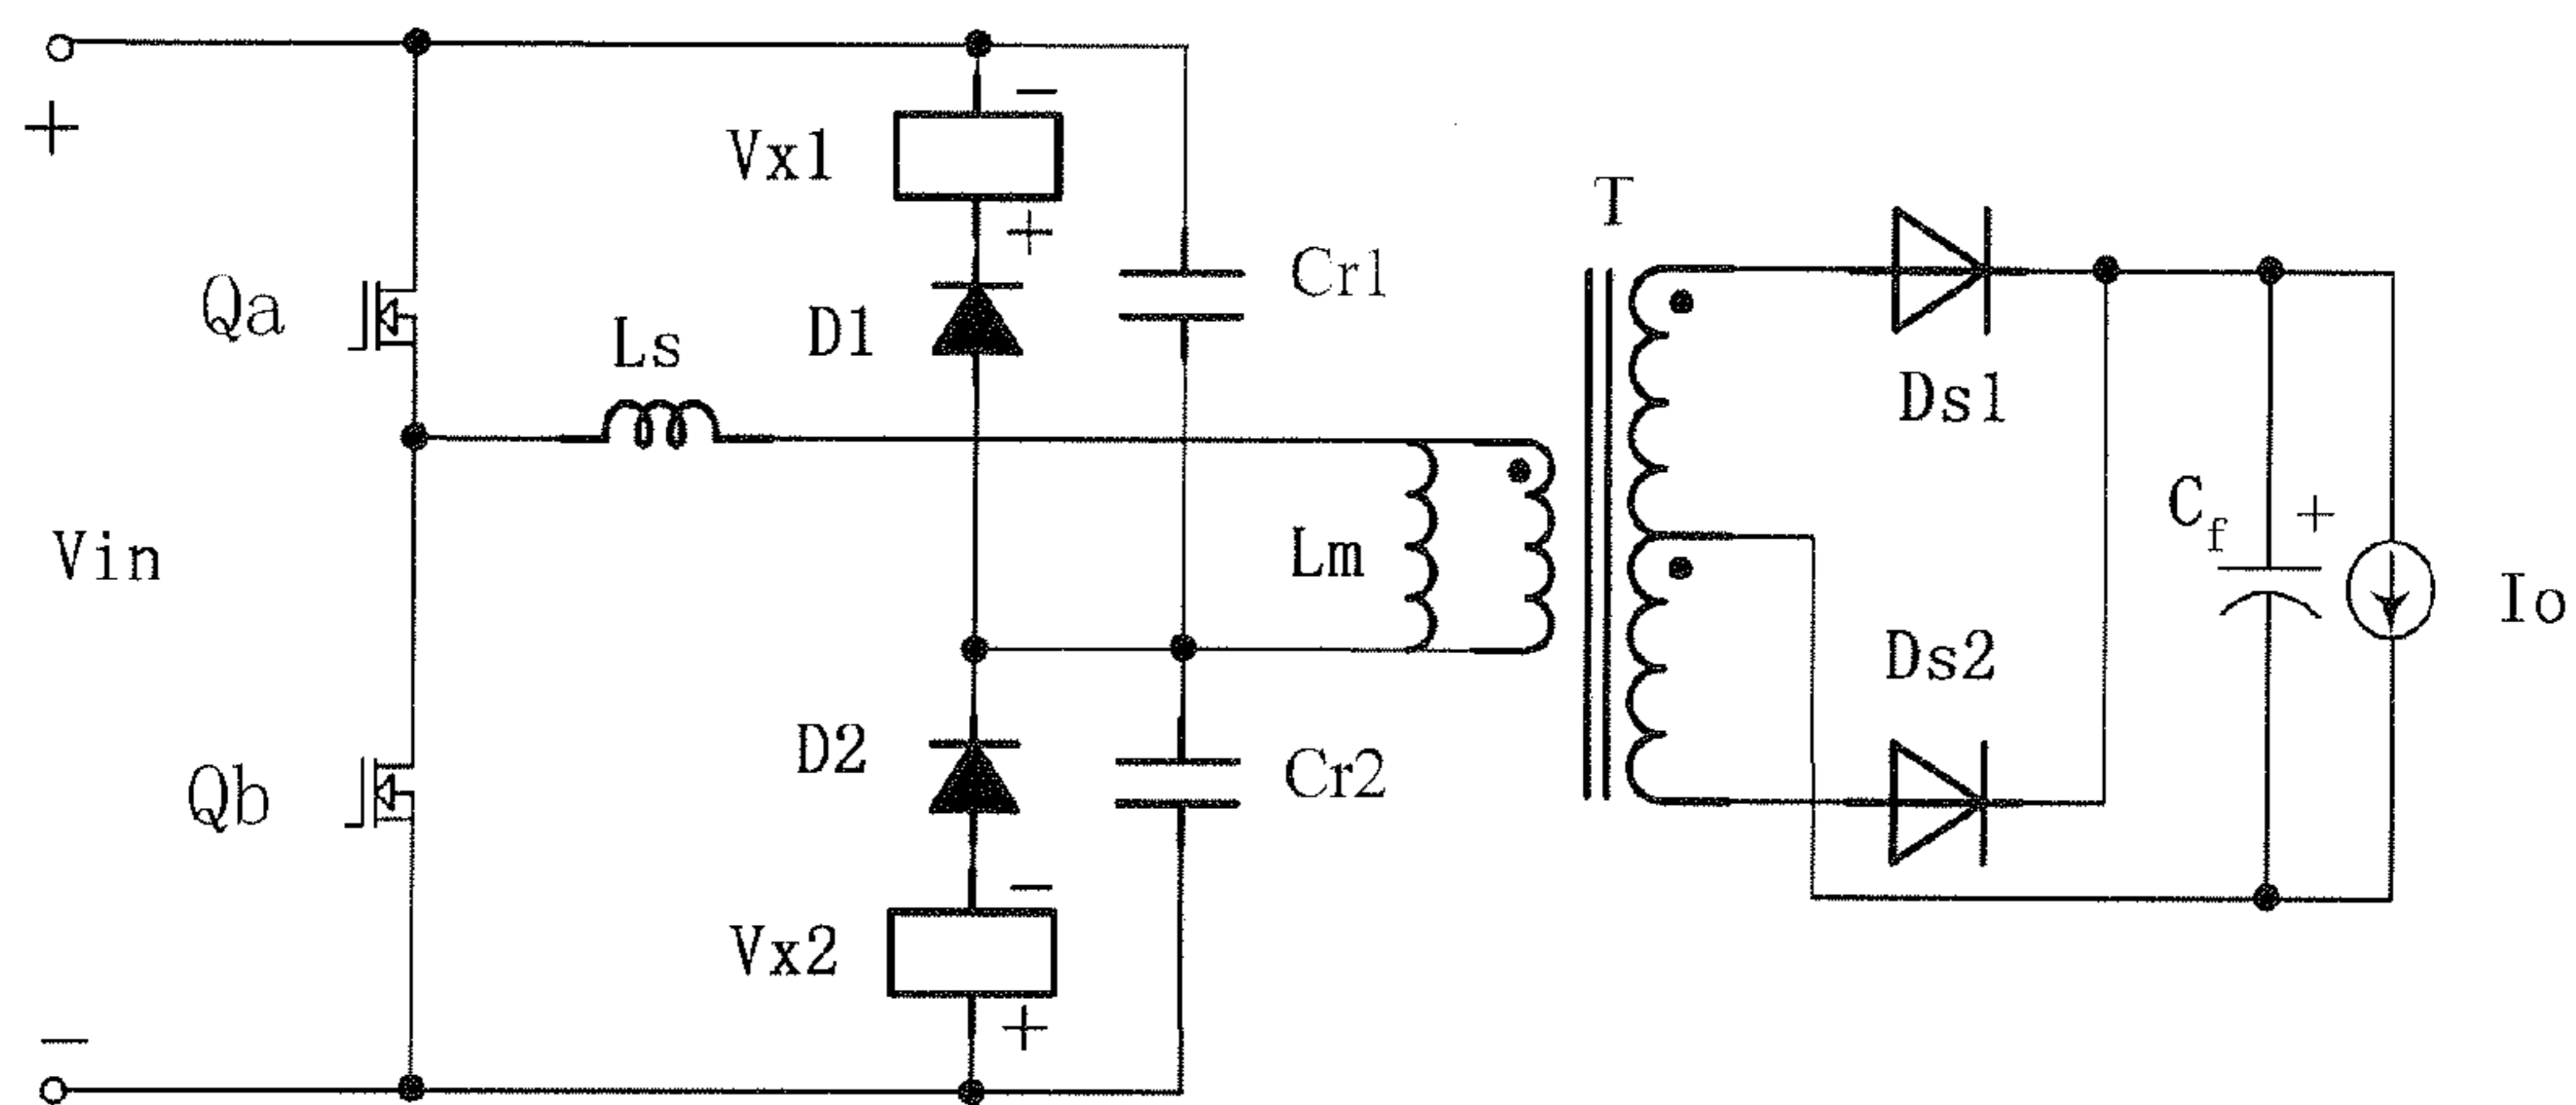 +
-
Vx1
+
T
Qa
Ls
D1
Cr1
Ds1
Vin
Lm
Cf
+
Io
Ds2
D2
Cr2
Qb
-
Vx2
+
-